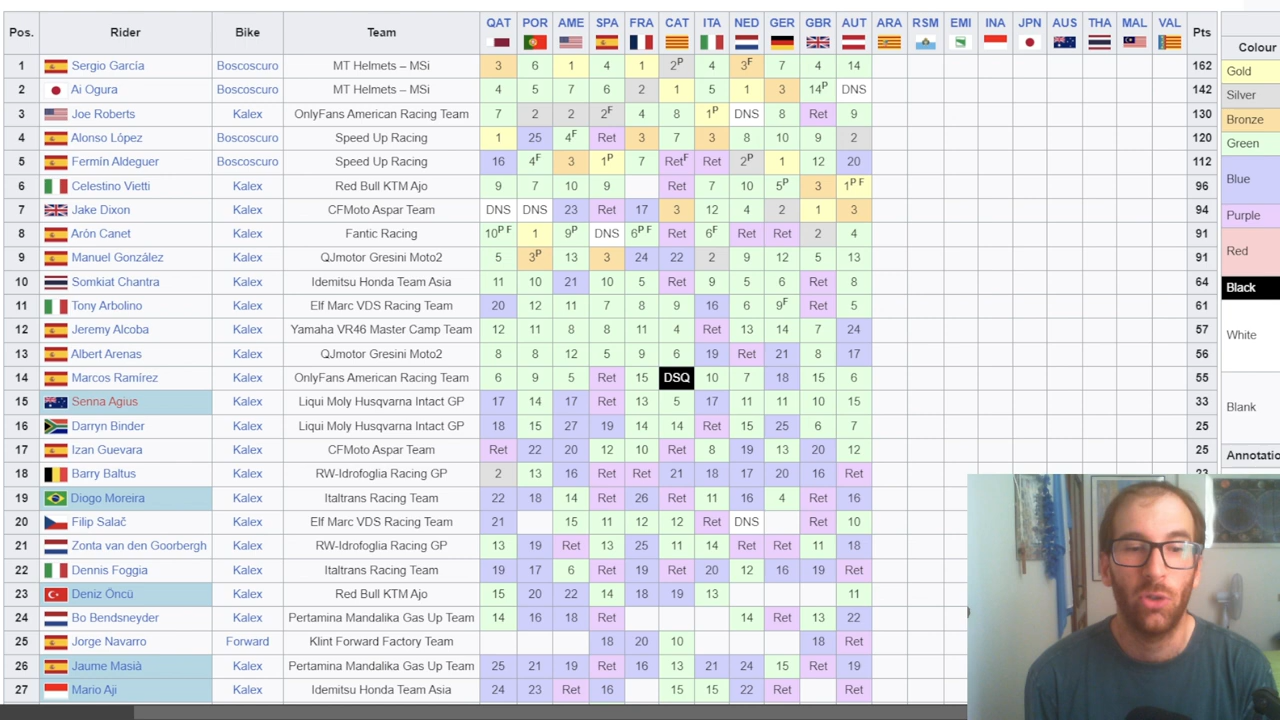 Pos. Rider Bike Team QAT POR AME SPA FRA CAT ITA NED GER GBR AUT ARA RSM EMI INA JPN AUS THA MAL VAL Pts Colour
1 Sergio García Boscoscuro MT Helmets – MSi 3 6 1 4 1 2P 4 3F 7 4 14 162 Gold
2 Ai Ogura Boscoscuro MT Helmets – MSi 4 5 7 6 2 1 5 1 3 14P DNS 142 Silver
3 Joe Roberts Kalex OnlyFans American Racing Team 7 2 2 2F 4 8 1P DNS 8 Ret 9 130 Bronze
4 Alonso López Boscoscuro Speed Up Racing 1 25 4F Ret 3 7 3 8 10 9 2 120 Green
5 Fermín Aldeguer Boscoscuro Speed Up Racing 16 4F 3 1P 7 RetF Ret 2P 1 12 20 112 Blue
6 Celestino Vietti Kalex Red Bull KTM Ajo 9 7 10 9 Ret 7 10 5P 3 1P F 96
7 Jake Dixon Kalex CFMoto Aspar Team DNS DNS 23 Ret 17 3 12 4 2 1 3 94 Purple
8 Arón Canet Kalex Fantic Racing 10P F 1 9P DNS 6P F Ret 6F Ret Ret 2 4 91 Red
9 Manuel González Kalex QJmotor Gresini Moto2 5 3P 13 3 24 22 2 9 12 5 13 91
10 Somkiat Chantra Kalex Idemitsu Honda Team Asia 11 10 21 10 5 Ret 9 5 6 Ret 8 64 Black
11 Tony Arbolino Kalex Elf Marc VDS Racing Team 20 12 11 7 8 9 16 6 9F Ret 5 61
12 Jeremy Alcoba Kalex Yamaha VR46 Master Camp Team 12 11 8 8 11 4 Ret 13 14 7 24 57 White
13 Albert Arenas Kalex QJmotor Gresini Moto2 8 8 12 5 9 6 19 Ret 21 8 17 56
14 Marcos Ramírez Kalex OnlyFans American Racing Team 6 9 5 Ret 15 DSQ 10 7 18 15 6 55
15 Senna Agius Kalex Liqui Moly Husqvarna Intact GP 17 14 17 Ret 13 5 17 11 11 10 15 33 Blank
16 Darryn Binder Kalex Liqui Moly Husqvarna Intact GP 18 15 27 19 14 14 Ret 15 25 6 7 25
17 Izan Guevara Kalex CFMoto Aspar Team Ret 22 20 12 10 Ret 8 19 13 20 12 25 Annotatio
18 Barry Baltus Kalex RW-Idrofoglia Racing GP 2 13 16 Ret Ret 21 18 17 20 16 Ret 23
19 Diogo Moreira Kalex Italtrans Racing Team 22 18 14 Ret 26 Ret 11 16 4 Ret 16
20 Filip Salač Kalex Elf Marc VDS Racing Team 21 15 11 12 12 Ret DNS Ret 10
21 Zonta van den Goorbergh Kalex RW-Idrofoglia Racing GP 13 19 Ret 13 25 11 14 Ret Ret 11 18
22 Dennis Foggia Kalex Italtrans Racing Team 19 17 6 Ret 19 Ret 20 12 16 19 Ret
23 Deniz Öncü Kalex Red Bull KTM Ajo 15 20 22 14 18 19 13 11
24 Bo Bendsneyder Kalex Pertamina Mandalika Gas Up Team 14 16 18 Ret 14 Ret 13 22
25 Jorge Navarro Forward Klint Forward Factory Team 18 20 10 18 Ret
26 Jaume Masià Kalex Pertamina Mandalika Gas Up Team 25 21 19 Ret 16 13 21 24 15 Ret 19
27 Mario Aji Kalex Idemitsu Honda Team Asia 24 23 Ret 16 15 15 22 Ret Ret